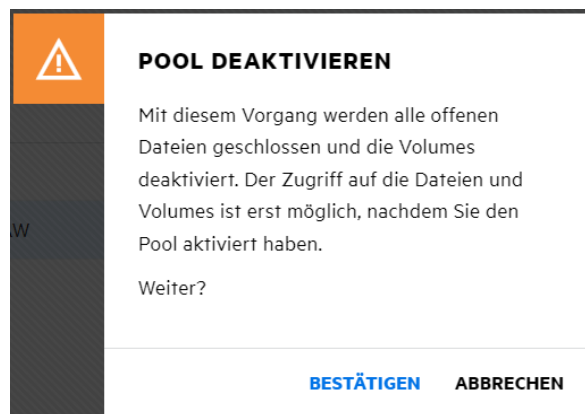 POOL DEAKTIVIEREN
Mit diesem Vorgang werden alle offenen
Dateien geschlossen und die Volumes
deaktiviert. Der Zugriff auf die Dateien und
Volumes ist erst möglich, nachdem Sie den
Pool aktiviert haben.
Weiter?
BESTÄTIGEN ABBRECHEN